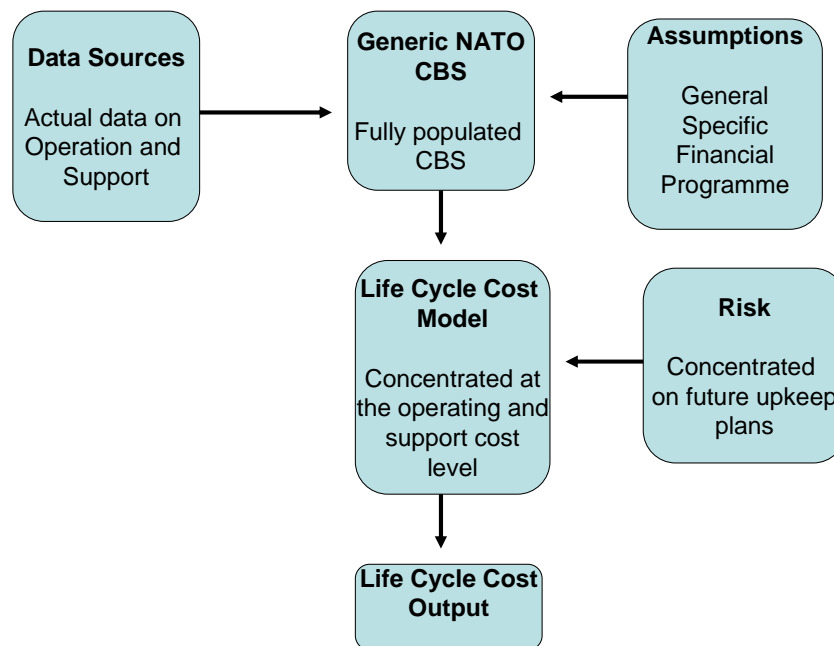 Data Sources
Actual data on
Operation and
Support
Generic NATO
CBS
Fully populated
CBS
Assumptions
General
Specific
Financial
Programme
Life Cycle Cost
Model
Concentrated at
the operating and
support cost
level
Risk
Concentrated
on future upkeep
plans
Life Cycle Cost
Output